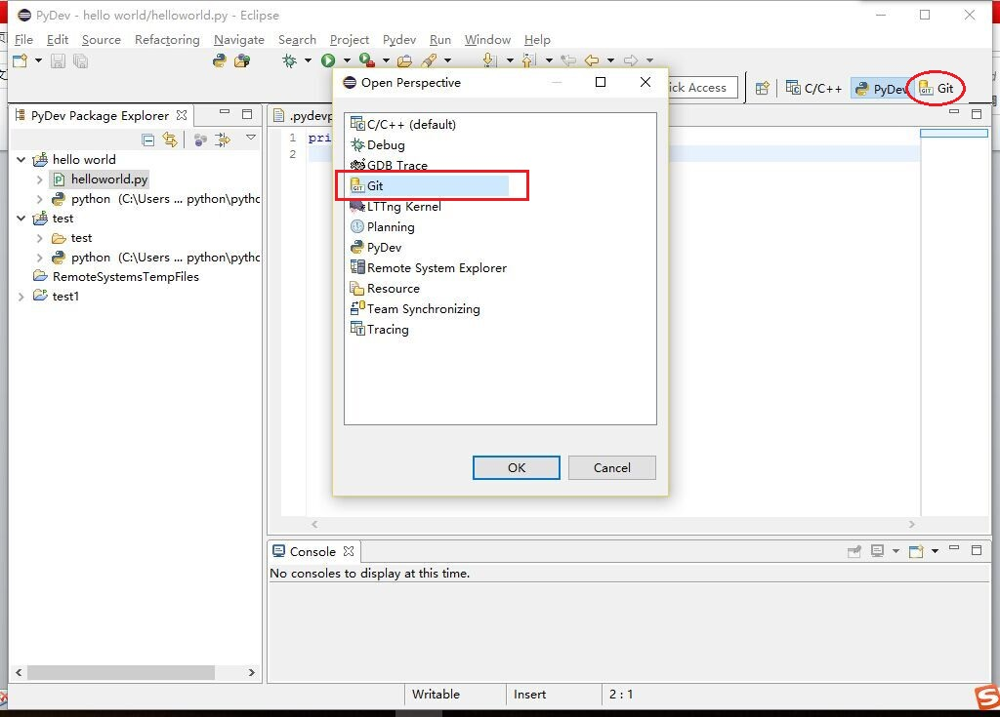 PyDev - hello world/helloworld.py - Eclipse
File Edit Source Refactoring Navigate Search Project Pydev Run Window Help
Open Perspective
ick Access
C/C++
PyDev
GIT Git
PyDev Package Explorer
.pydevp
hello world
helloworld.py
python (C:\Users ... python\pythc
test
test
python (C:\Users ... python\pythc
RemoteSystemsTempFiles
test1
1 pri
2
C/C++ (default)
Debug
GDB Trace
GIT Git
LTTng Kernel
Planning
PyDev
Remote System Explorer
Resource
Team Synchronizing
Tracing
OK
Cancel
Console
No consoles to display at this time.
Writable
Insert
2 : 1